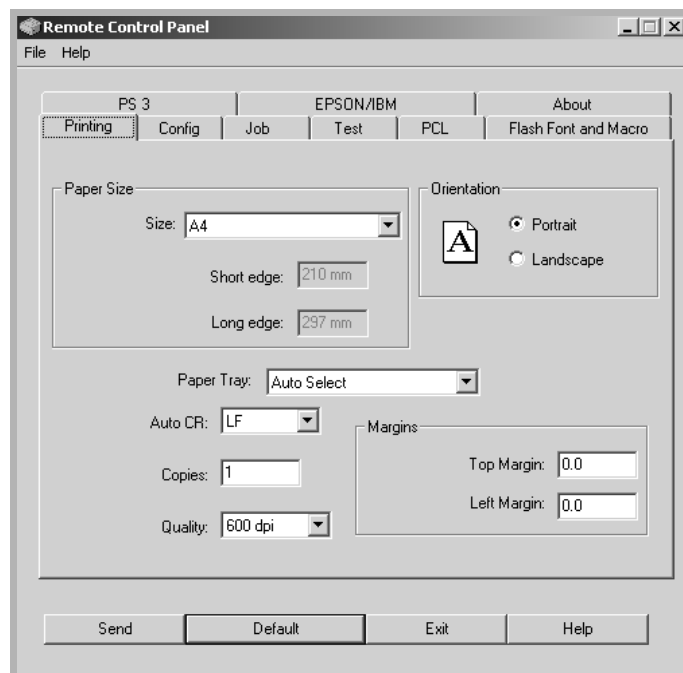 Remote Control Panel
File Help
PS 3 EPSON/IBM About
Printing Config Job Test PCL Flash Font and Macro
Paper Size
Size: A4
Short edge: 210 mm
Long edge: 297 mm
Orientation
A
Portrait
Landscape
Paper Tray: Auto Select
Auto CR: LF
Copies: 1
Quality: 600 dpi
Margins
Top Margin: 0.0
Left Margin: 0.0
Send Default Exit Help